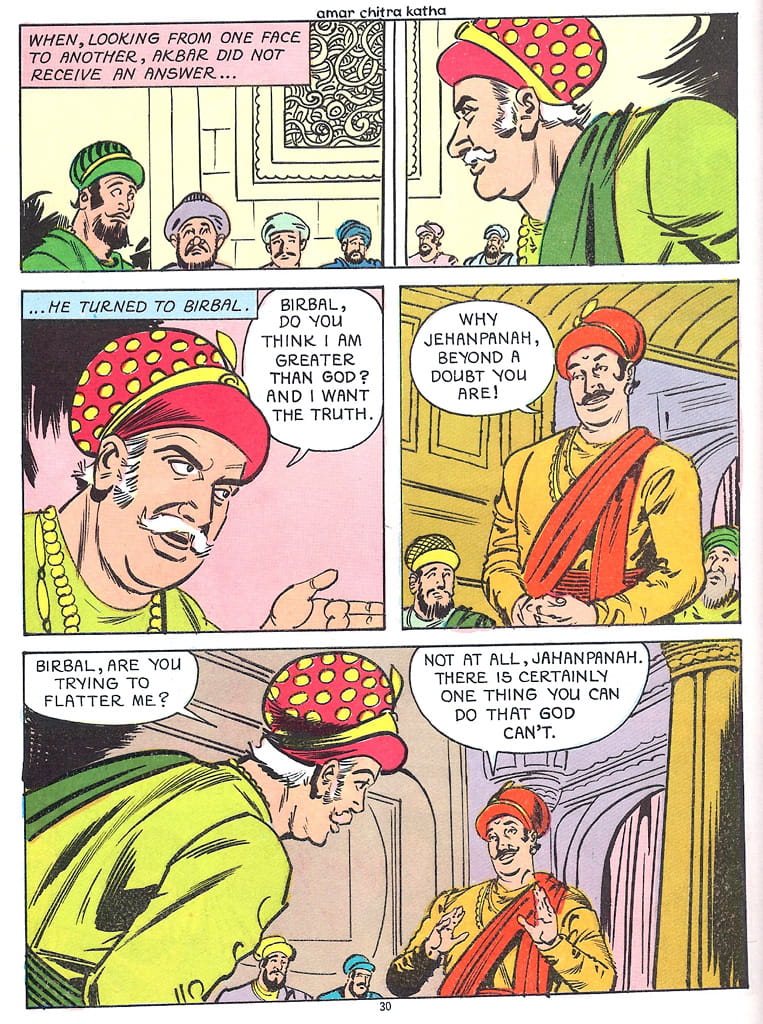 amar chitra katha
WHEN, LOOKING FROM ONE FACE
TO ANOTHER, AKBAR DID NOT
RECEIVE AN ANSWER...
...HE TURNED TO BIRBAL.
BIRBAL,
DO YOU
THINK I AM
GREATER
THAN GOD?
AND I WANT
THE TRUTH.
WHY
JEHANPANAH,
BEYOND A
DOUBT YOU
ARE!
BIRBAL, ARE YOU
TRYING TO
FLATTER ME?
NOT AT ALL, JAHANPANAH.
THERE IS CERTAINLY
ONE THING YOU CAN
DO THAT GOD
CAN'T.
30